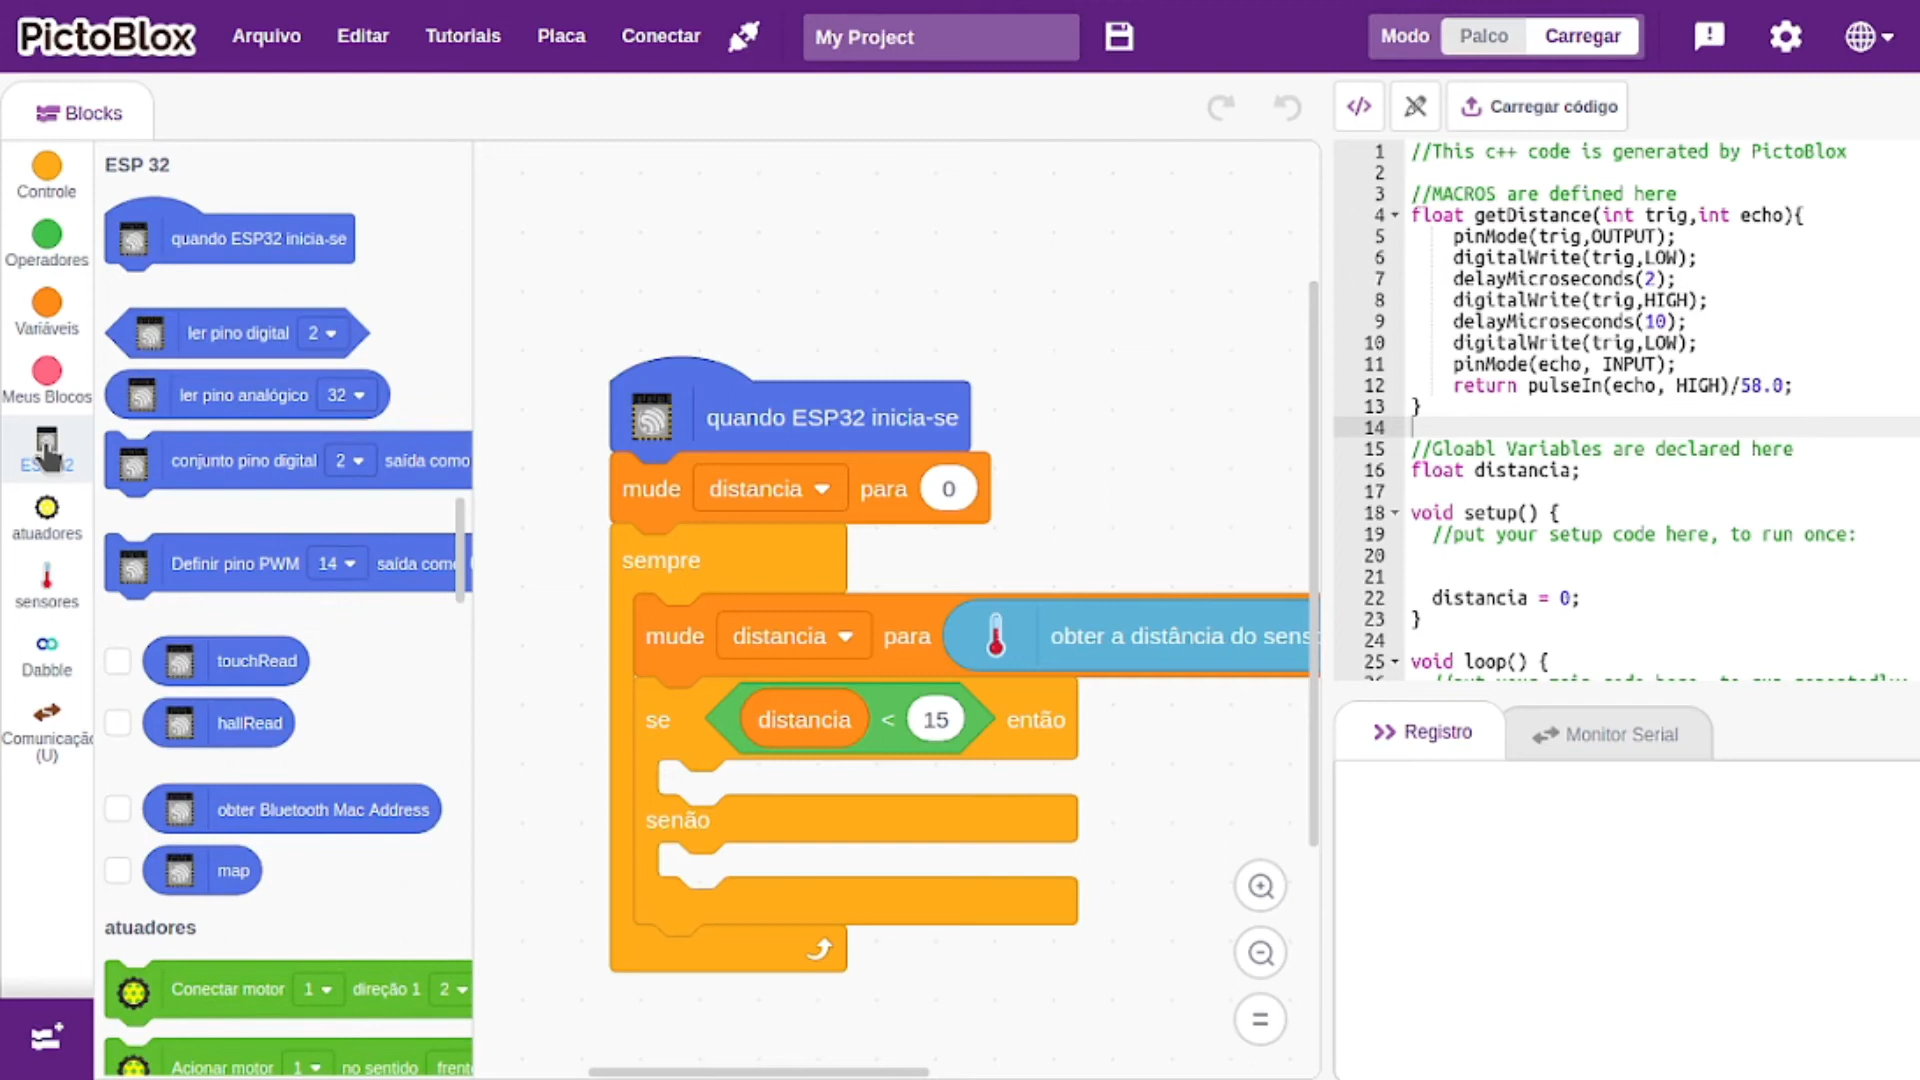 PictoBlox
Arquivo
Editar
Tutoriais
Placa
Conectar
My Project
Modo
Palco
Carregar
Blocks
Carregar código
Controle
Operadores
Variáveis
Meus Blocos
ESP32
atuadores
sensores
Dabble
Comunicaçã
(U)
ESP 32
quando ESP32 inicia-se
ler pino digital 2
ler pino analógico 32
conjunto pino digital 2 saída como
Definir pino PWM 14 saída com
touchRead
hallRead
obter Bluetooth Mac Address
map
atuadores
Conectar motor 1 direção 1 2
Acionar motor 1 no sentido frent
quando ESP32 inicia-se
mude distancia para 0
sempre
mude distancia para obter a distância do sens
se distancia < 15 então
senão
1 //This c++ code is generated by PictoBlox
2
3 //MACROS are defined here
4 float getDistance(int trig,int echo){
5 pinMode(trig,OUTPUT);
6 digitalWrite(trig,LOW);
7 delayMicroseconds(2);
8 digitalWrite(trig,HIGH);
9 delayMicroseconds(10);
10 digitalWrite(trig,LOW);
11 pinMode(echo, INPUT);
12 return pulseIn(echo, HIGH)/58.0;
13 }
14
15 //Gloabl Variables are declared here
16 float distancia;
17
18 void setup() {
19 //put your setup code here, to run once:
20
21
22 distancia = 0;
23 }
24
25 void loop() {
Registro
Monitor Serial